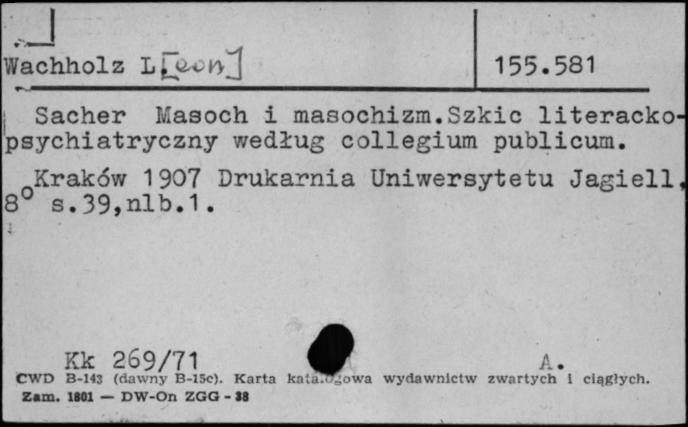 Wachholz L.[eon] 155.581
Sacher Masoch i masochizm.Szkic literacko-
psychiatryczny według collegium publicum.
Kraków 1907 Drukarnia Uniwersytetu Jagiell.
8° s.39,nlb.1.
Kk 269/71 A.
CWD B-143 (dawny B-15c). Karta katalogowa wydawnictw zwartych i ciągłych.
Zam. 1801 — DW-On ZGG - 38